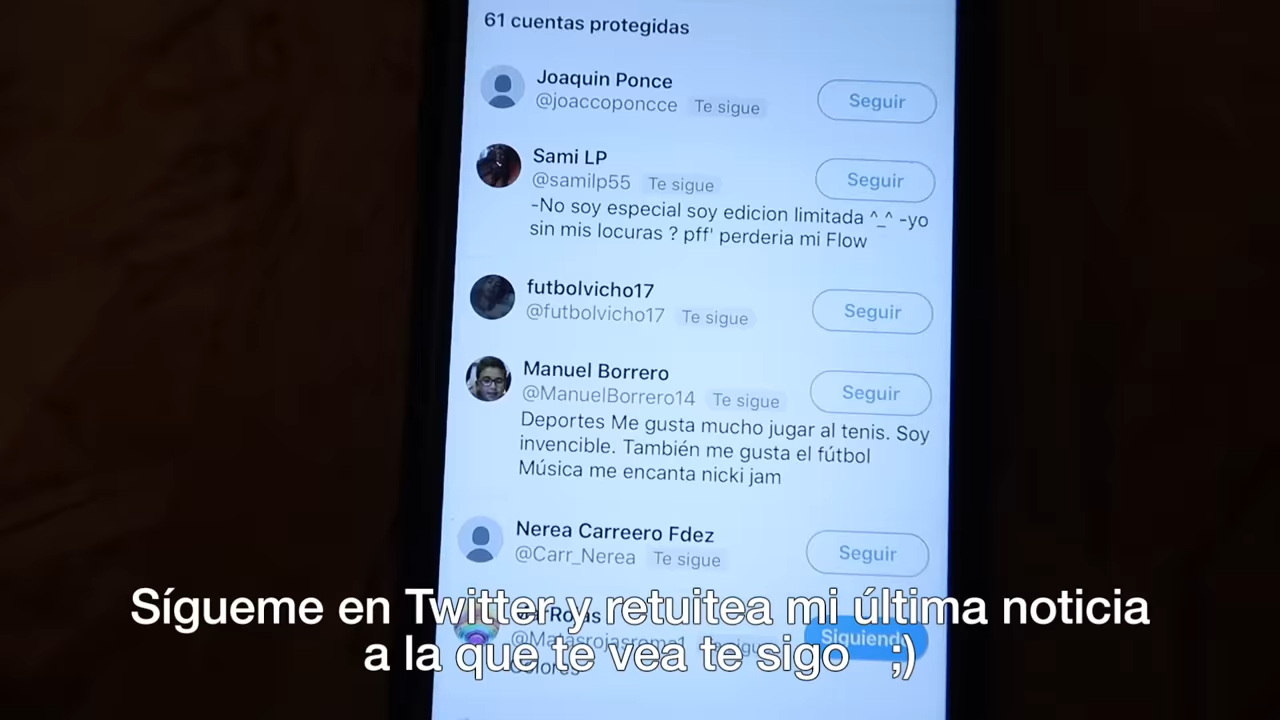 61 cuentas protegidas
Joaquin Ponce
@joaccoponcce Te sigue
Seguir
Sami LP
@samilp55 Te sigue
Seguir
-No soy especial soy edicion limitada ^_^ -yo
sin mis locuras ? pff' perderia mi Flow
futbolvicho17
@futbolvicho17 Te sigue
Seguir
Manuel Borrero
@ManuelBorrero14 Te sigue
Seguir
Deportes Me gusta mucho jugar al tenis. Soy
invencible. También me gusta el fútbol
Música me encanta nicki jam
Nerea Carreero Fdez
@Carr_Nerea Te sigue
Seguir
Sígueme en Twitter y retuitea mi última noticia
a la que te vea te sigo ;)